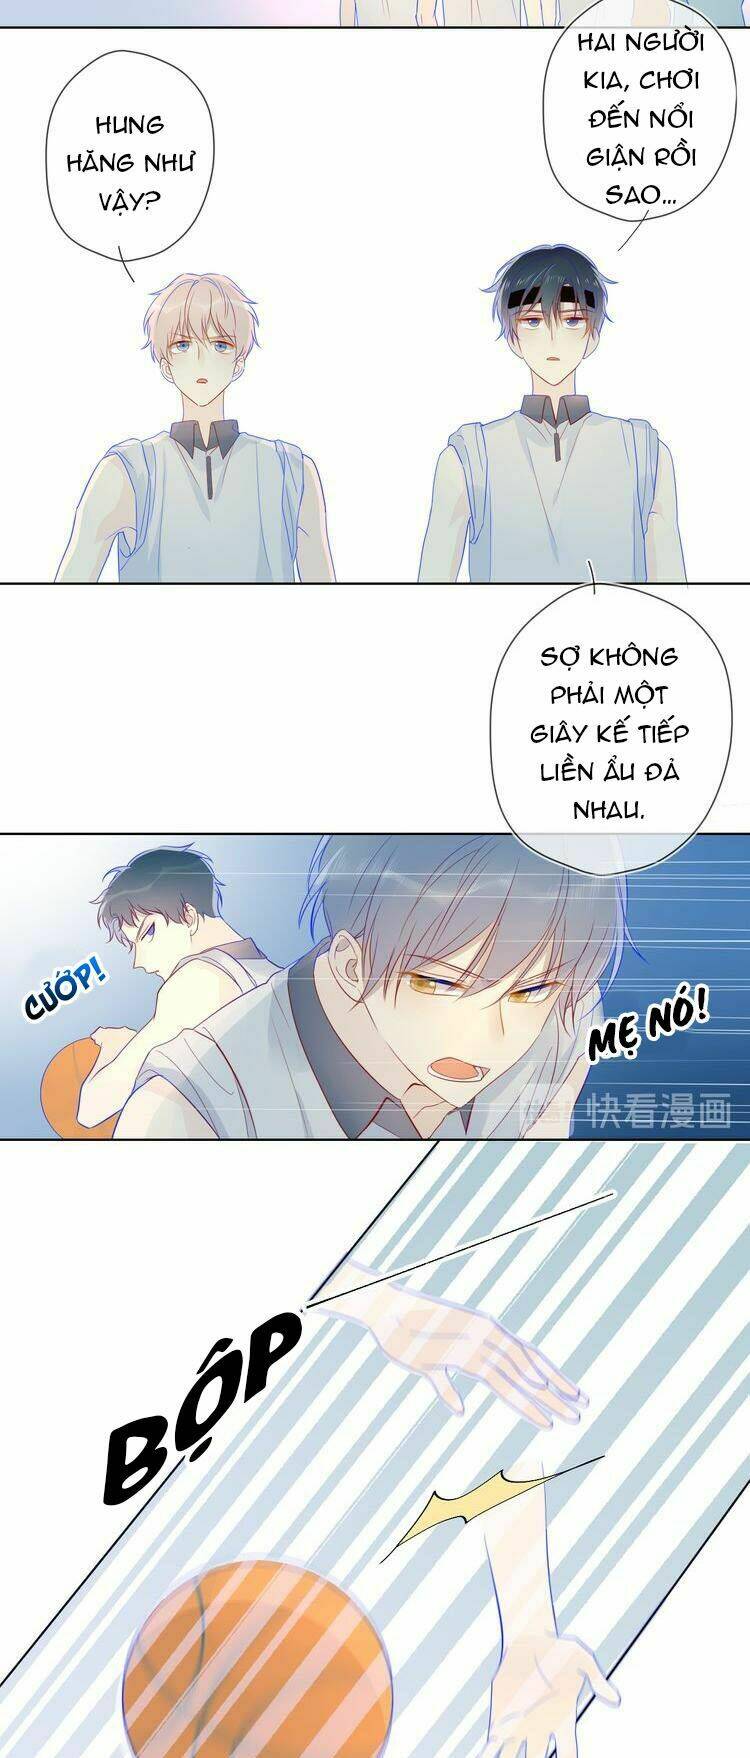 HAI NGƯỜI
KIA, CHƠI
ĐẾN NỔI
GIẬN RỒI
SAO...
HUNG
HĂNG NHƯ
VẬY?
SỢ KHÔNG
PHẢI MỘT
GIÂY KẾ TIẾP
LIỀN ẨU ĐẢ
NHAU.
CƯỚP!
MẸ NÓ!
快看漫画
BỘP